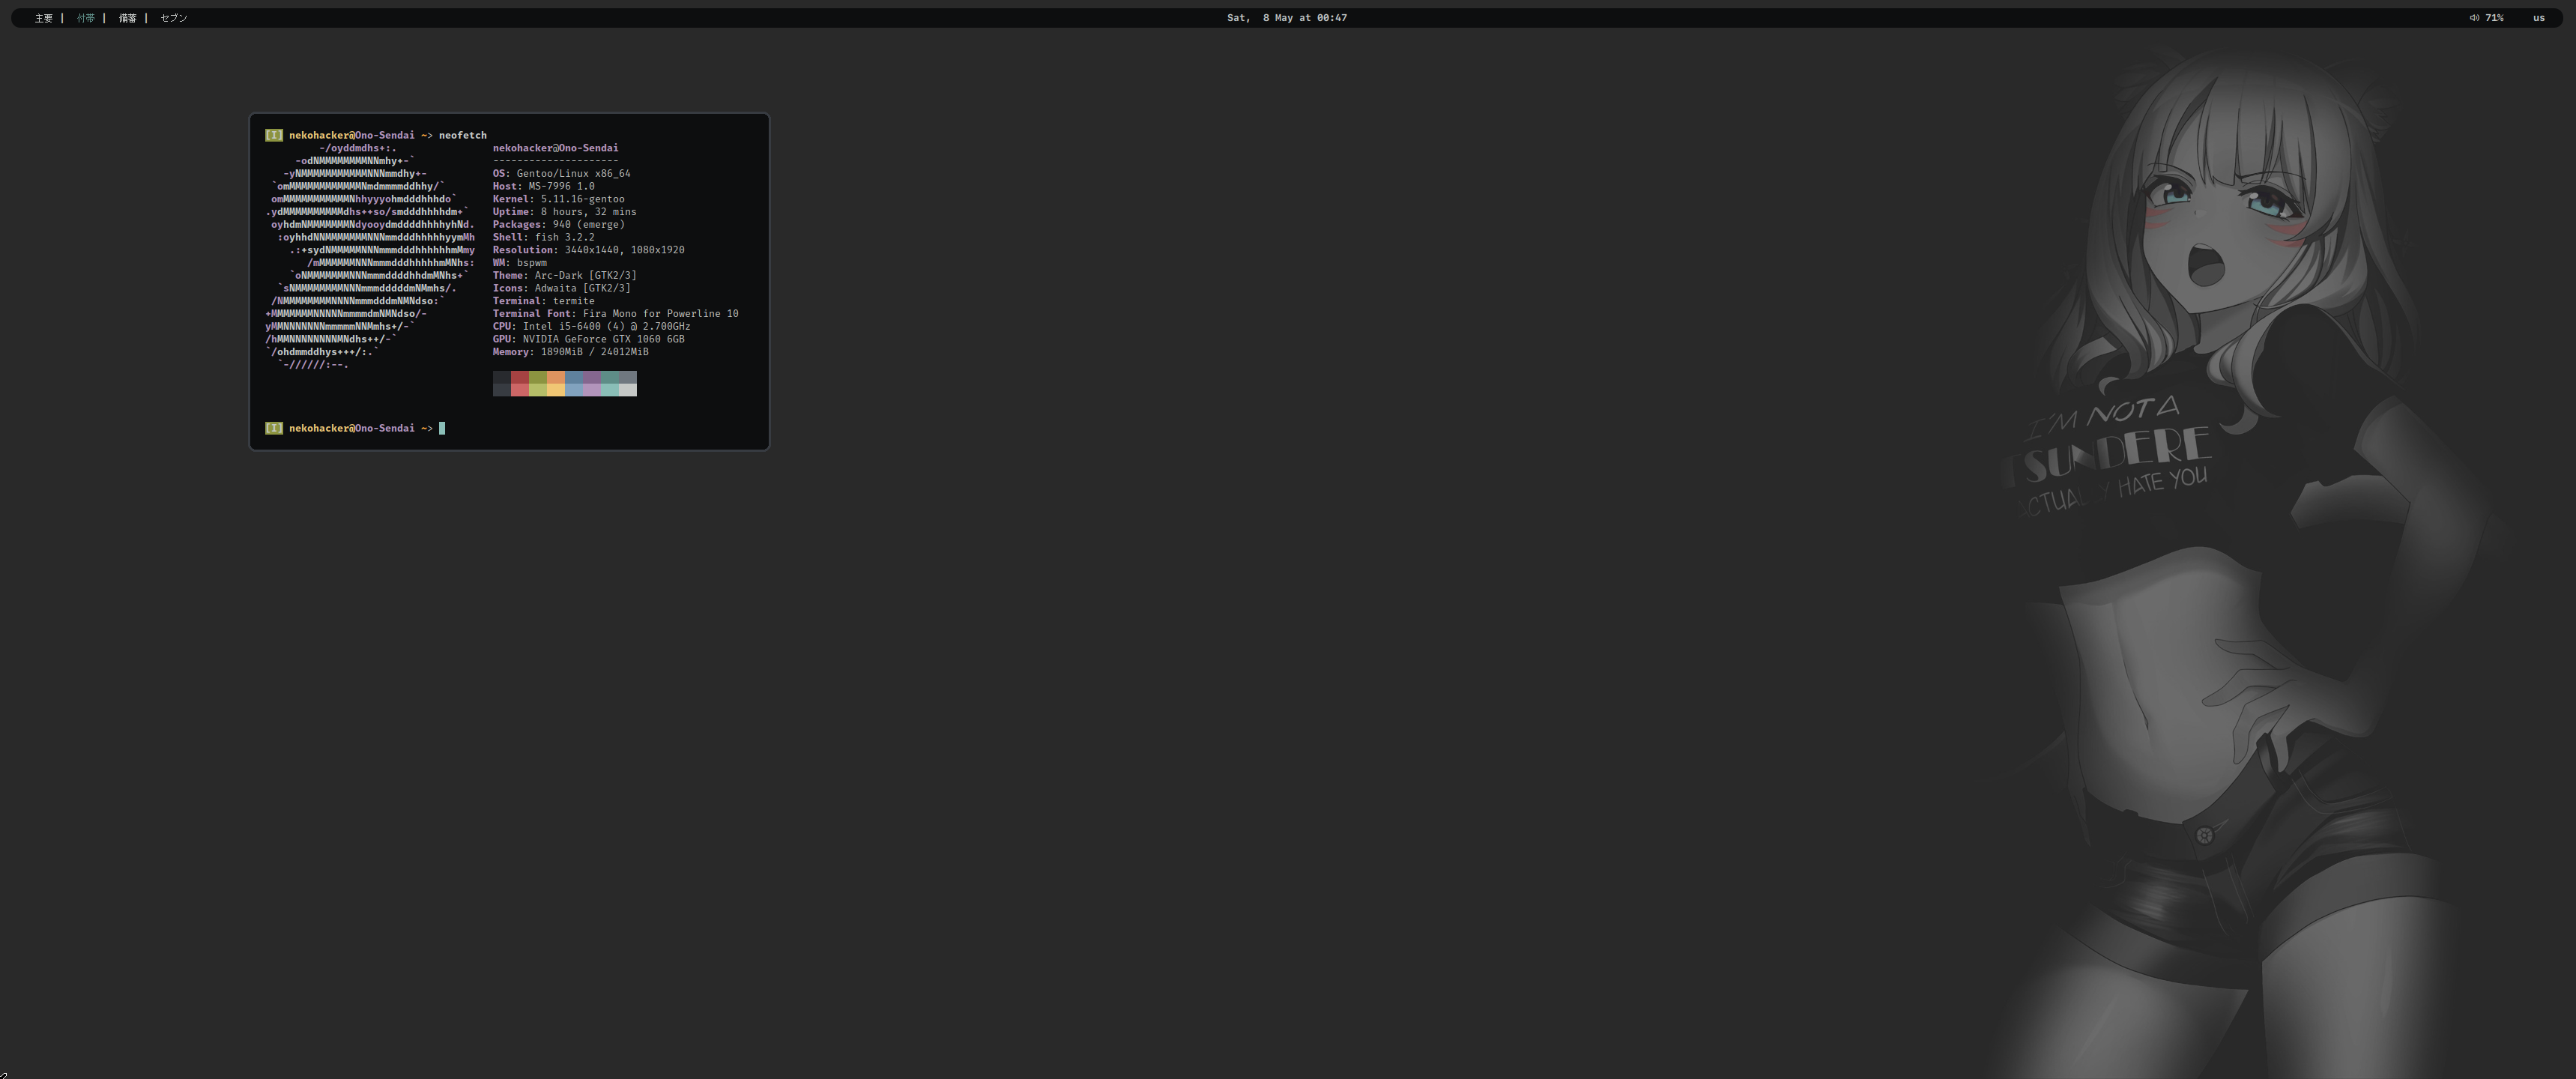 主要 | 付帯 | 備蓄 | セブン
Sat,  8 May at 00:47
71%
us
[I] nekohacker@Ono-Sendai ~> neofetch
-/oyddmdhs+:.
-odNMMMMMMMMNNmhy+-`
-yNMMMMMMMMMMMNNNmmdhy+-
`omMMMMMMMMMMMMNmdmmmmddhhy/`
omMMMMMMMMMMMNhhyyyohmdddhhhdo`
.ydMMMMMMMMMMdhs++so/smdddhhhhdm+`
oyhdmNMMMMMMMNdyooydmddddhhhhyhNd.
:oyhhdNNMMMMMMMNNNmmdddhhhhhyymMh
.:+sydNMMMMMNNNmmmdddhhhhhhmMmy
/mMMMMMMNNNmmmdddhhhhhmMNhs:
`oNMMMMMMMNNNmmmddddhhdmMNhs+`
`sNMMMMMMMMNNNmmmdddddmNMmhs/.
/NMMMMMMMMNNNNmmmdddmNMNdso:`
+MMMMMMMNNNNNmmmmdmNMNdso/-
yMMNNNNNNNmmmmmNNMmhs+/-`
/hMMNNNNNNNNMNdhs++/-`
`/ohdmmddhys+++/:.`
`-//////:--.
nekohacker@Ono-Sendai
---------------------
OS: Gentoo/Linux x86_64
Host: MS-7996 1.0
Kernel: 5.11.16-gentoo
Uptime: 8 hours, 32 mins
Packages: 940 (emerge)
Shell: fish 3.2.2
Resolution: 3440x1440, 1080x1920
WM: bspwm
Theme: Arc-Dark [GTK2/3]
Icons: Adwaita [GTK2/3]
Terminal: termite
Terminal Font: Fira Mono for Powerline 10
CPU: Intel i5-6400 (4) @ 2.700GHz
GPU: NVIDIA GeForce GTX 1060 6GB
Memory: 1890MiB / 24012MiB
[I] nekohacker@Ono-Sendai ~>
I'M NOT A
TSUNDERE
ACTUALLY HATE YOU